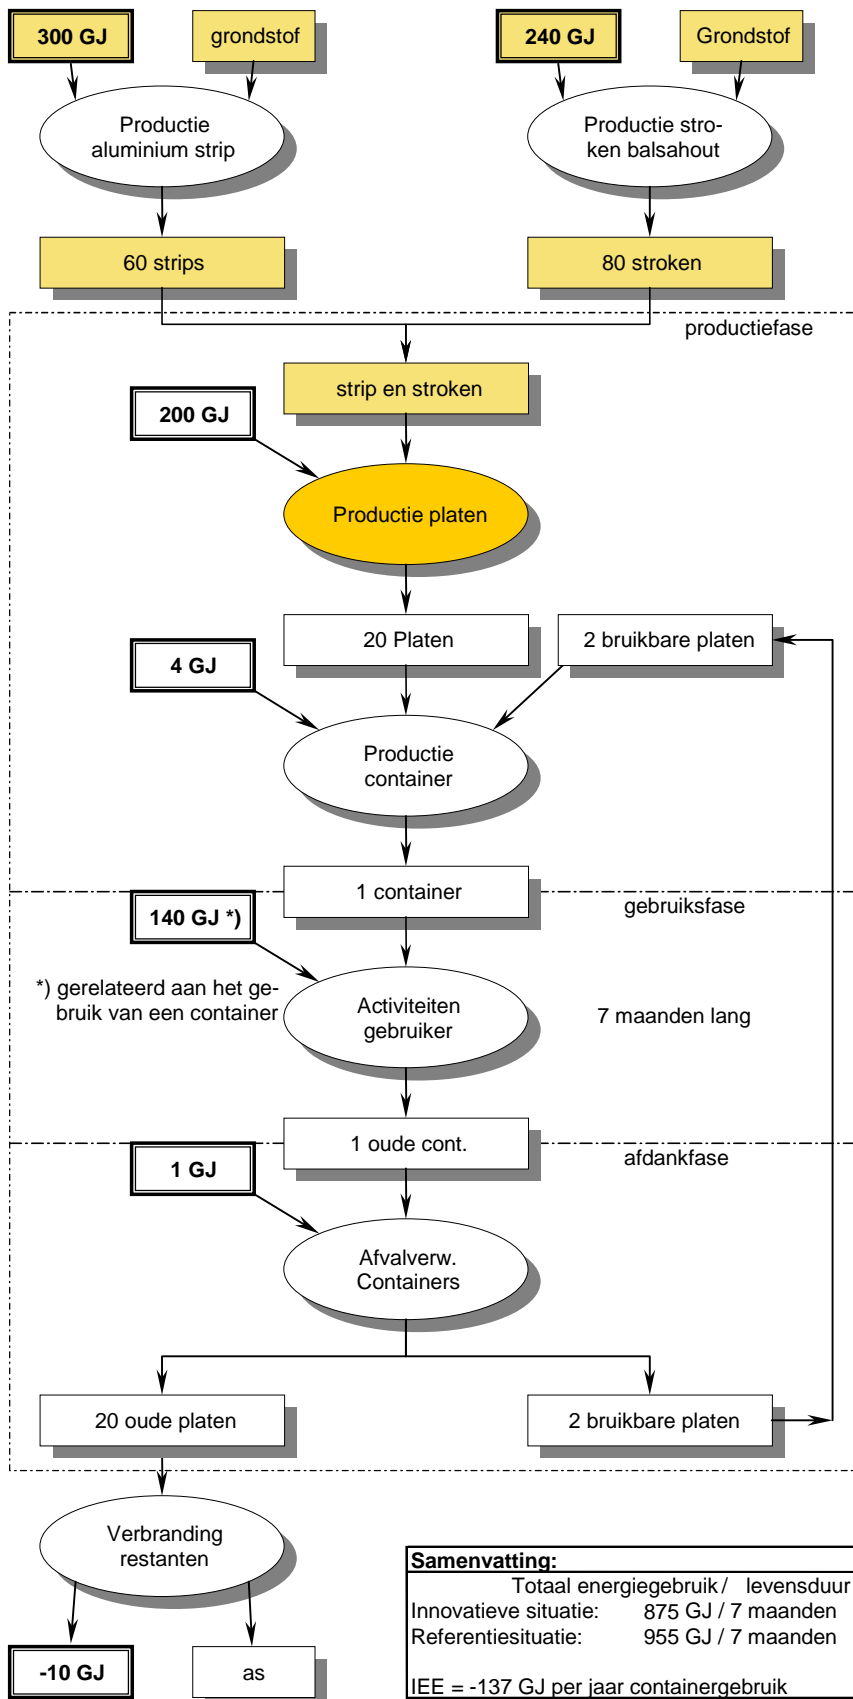 300 GJ
grondstof
240 GJ
Grondstof
Productie
aluminium strip
Productie stro-
ken balsahout
60 strips
80 stroken
productiefase
strip en stroken
200 GJ
Productie platen
20 Platen
2 bruikbare platen
4 GJ
Productie
container
1 container
gebruiksfase
140 GJ *)
*) gerelateerd aan het ge-
bruik van een container
Activiteiten
gebruiker
7 maanden lang
1 oude cont.
afdankfase
1 GJ
Afvalverw.
Containers
20 oude platen
2 bruikbare platen
Verbranding
restanten
-10 GJ
as
Samenvatting:
Totaal energiegebruik / levensduur
Innovatieve situatie: 875 GJ / 7 maanden
Referentiesituatie: 955 GJ / 7 maanden
IEE = -137 GJ per jaar containergebruik